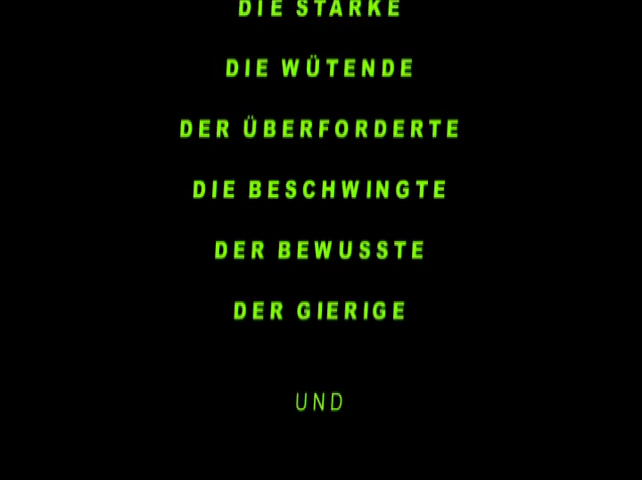 DIE STARKE
DIE WÜTENDE
DER ÜBERFORDERTE
DIE BESCHWINGTE
DER BEWUSSTE
DER GIERIGE
UND